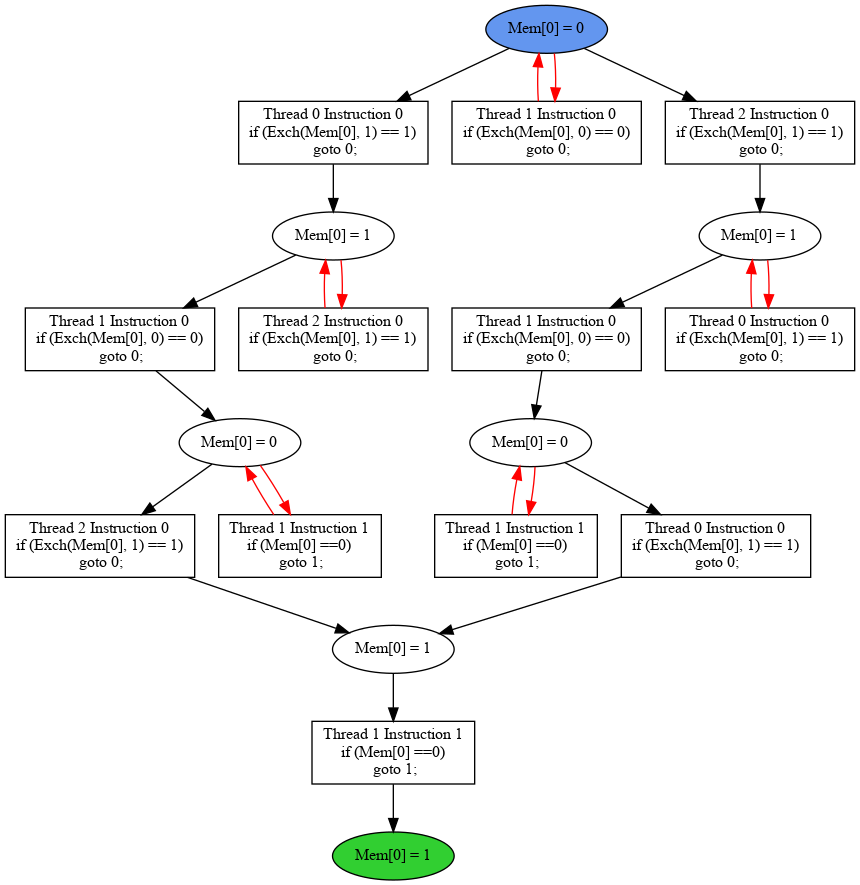 Mem[0] = 0
Thread 0 Instruction 0
if (Exch(Mem[0], 1) == 1)
goto 0;
Thread 1 Instruction 0
if (Exch(Mem[0], 0) == 0)
goto 0;
Thread 2 Instruction 0
if (Exch(Mem[0], 1) == 1)
goto 0;
Mem[0] = 1
Mem[0] = 1
Thread 1 Instruction 0
if (Exch(Mem[0], 0) == 0)
goto 0;
Thread 2 Instruction 0
if (Exch(Mem[0], 1) == 1)
goto 0;
Thread 1 Instruction 0
if (Exch(Mem[0], 0) == 0)
goto 0;
Thread 0 Instruction 0
if (Exch(Mem[0], 1) == 1)
goto 0;
Mem[0] = 0
Mem[0] = 0
Thread 2 Instruction 0
if (Exch(Mem[0], 1) == 1)
goto 0;
Thread 1 Instruction 1
if (Mem[0] ==0)
goto 1;
Thread 1 Instruction 1
if (Mem[0] ==0)
goto 1;
Thread 0 Instruction 0
if (Exch(Mem[0], 1) == 1)
goto 0;
Mem[0] = 1
Thread 1 Instruction 1
if (Mem[0] ==0)
goto 1;
Mem[0] = 1